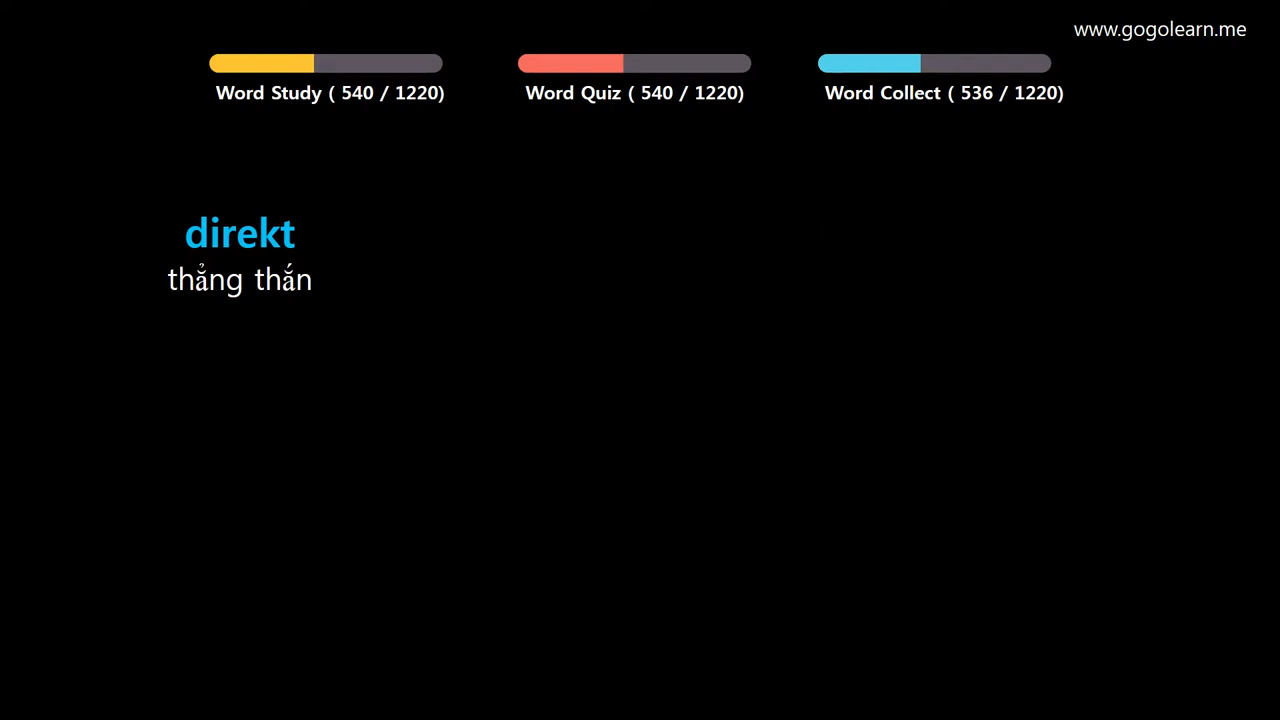 www.gogolearn.me
Word Study ( 540 / 1220)
Word Quiz ( 540 / 1220)
Word Collect ( 536 / 1220)
direkt
thẳng thắn